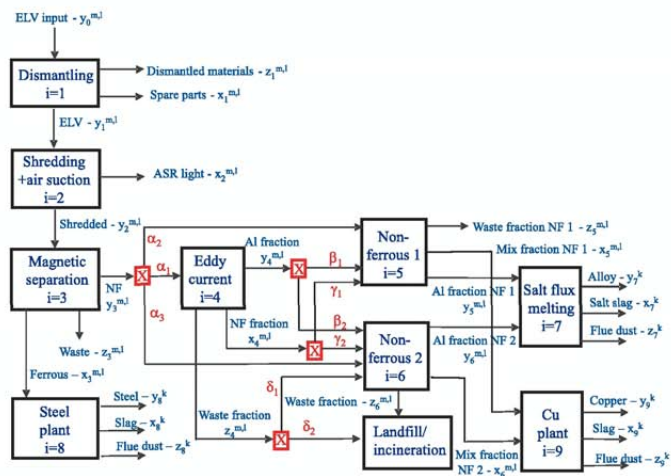 ELV input - y₀ᵐ,ˡ
Dismantling
i=1
Dismantled materials - z₁ᵐ,ˡ
Spare parts - x₁ᵐ,ˡ
ELV - y₁ᵐ,ˡ
Shredding
+air suction
i=2
ASR light - x₂ᵐ,ˡ
Shredded - y₂ᵐ,ˡ
Magnetic
separation
i=3
NF
y₃ᵐ,ˡ
Waste - z₃ᵐ,ˡ
Ferrous - x₃ᵐ,ˡ
Steel
plant
i=8
Steel - y₈ᵏ
Slag - x₈ᵏ
Flue dust - z₈ᵏ
X
α₂
α₁
α₃
Eddy
current
i=4
Al fraction
y₄ᵐ,ˡ
X
β₁
β₂
NF fraction
x₄ᵐ,ˡ
X
γ₁
γ₂
Waste fraction
z₄ᵐ,ˡ
X
δ₁
δ₂
Non-
ferrous 1
i=5
Waste fraction NF 1 - z₅ᵐ,ˡ
Mix fraction NF 1 - x₅ᵐ,ˡ
Al fraction NF 1
y₅ᵐ,ˡ
Non-
ferrous 2
i=6
Al fraction NF 2
y₆ᵐ,ˡ
Waste fraction - z₆ᵐ,ˡ
Landfill/
incineration
Mix fraction
NF 2 - x₆ᵐ,ˡ
Salt flux
melting
i=7
Alloy - y₇ᵏ
Salt slag - x₇ᵏ
Flue dust - z₇ᵏ
Cu
plant
i=9
Copper - y₉ᵏ
Slag - x₉ᵏ
Flue dust - z₉ᵏ